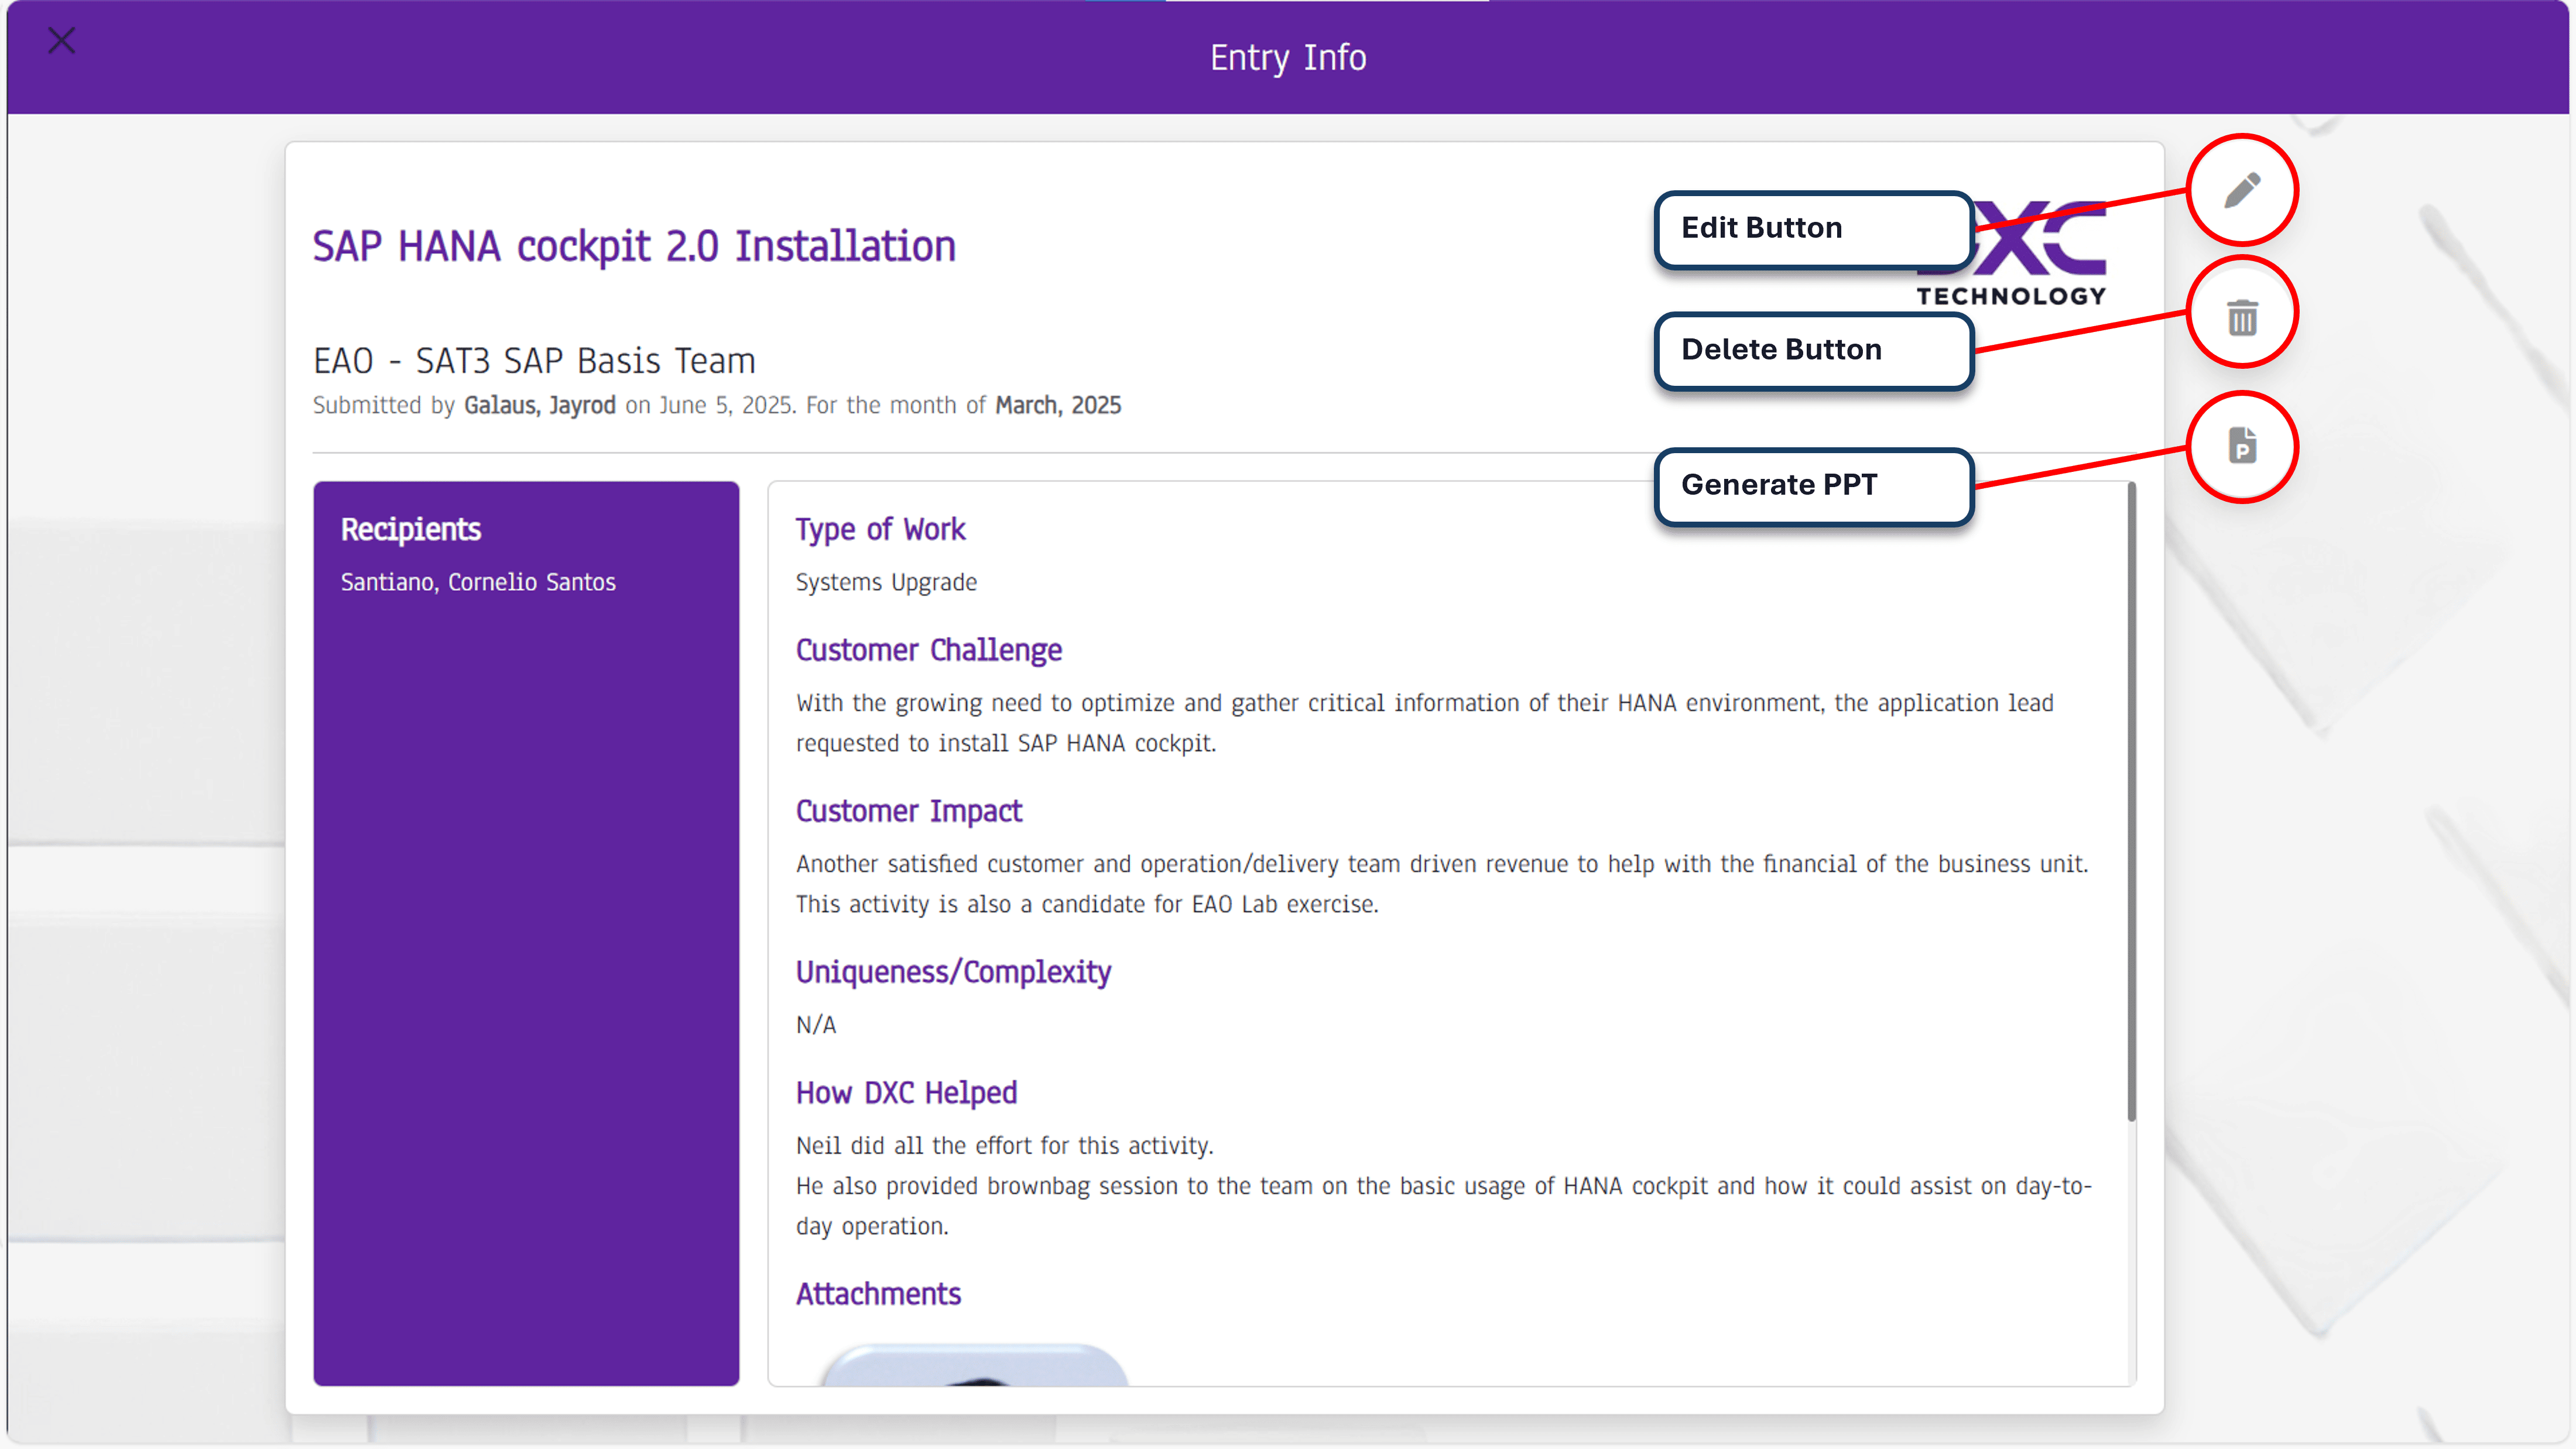 Entry Info
SAP HANA cockpit 2.0 Installation
Edit Button
DXC
TECHNOLOGY
Delete Button
EAO - SAT3 SAP Basis Team
Submitted by Galaus, Jayrod on June 5, 2025. For the month of March, 2025
Generate PPT
P
Recipients
Santiano, Cornelio Santos
Type of Work
Systems Upgrade
Customer Challenge
With the growing need to optimize and gather critical information of their HANA environment, the application lead
requested to install SAP HANA cockpit.
Customer Impact
Another satisfied customer and operation/delivery team driven revenue to help with the financial of the business unit.
This activity is also a candidate for EAO Lab exercise.
Uniqueness/Complexity
N/A
How DXC Helped
Neil did all the effort for this activity.
He also provided brownbag session to the team on the basic usage of HANA cockpit and how it could assist on day-to-
day operation.
Attachments